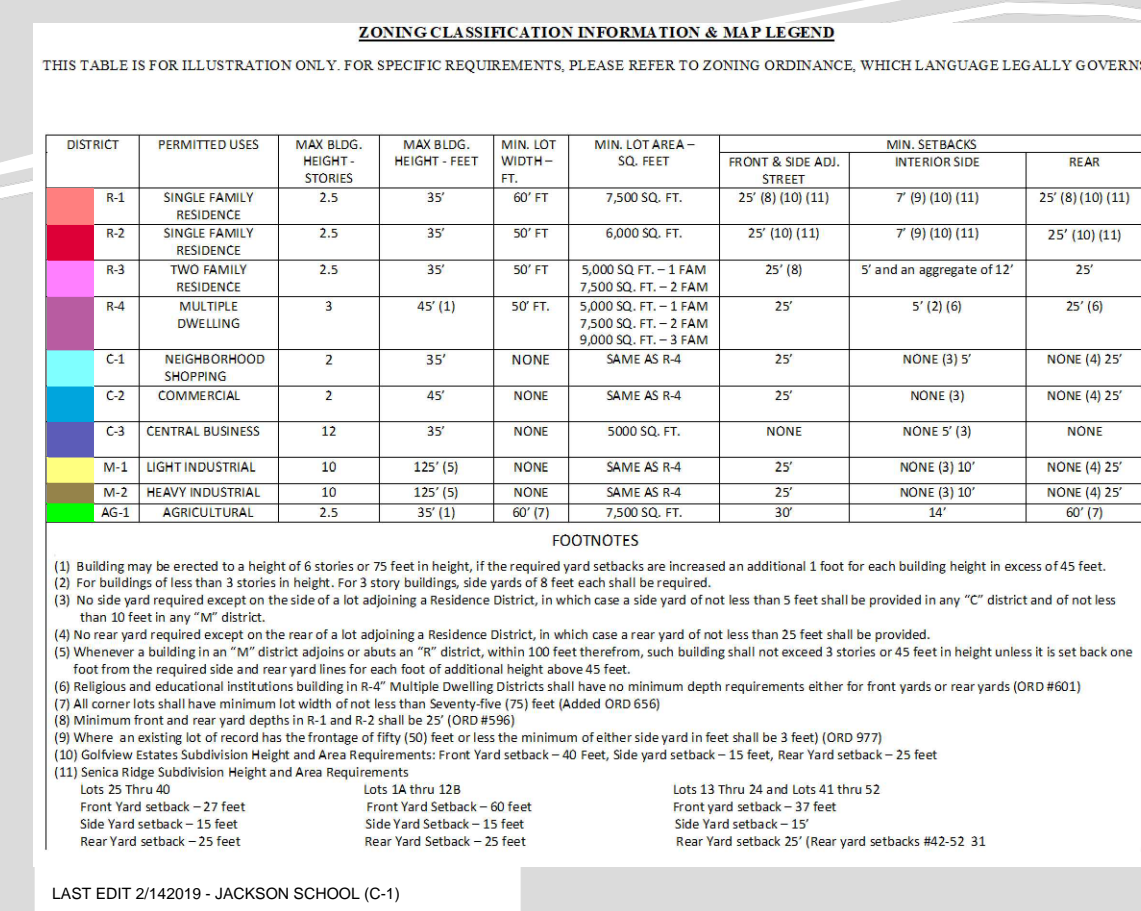 ZONING CLASSIFICATION INFORMATION & MAP LEGEND
THIS TABLE IS FOR ILLUSTRATION ONLY. FOR SPECIFIC REQUIREMENTS, PLEASE REFER TO ZONING ORDINANCE, WHICH LANGUAGE LEGALLY GOVERNS
DISTRICT PERMITTED USES MAX BLDG. MAX BLDG. MIN. LOT MIN. LOT AREA – MIN. SETBACKS
HEIGHT - HEIGHT - FEET WIDTH – SQ. FEET FRONT & SIDE ADJ. INTERIOR SIDE REAR
STORIES FT. STREET
R-1 SINGLE FAMILY 2.5 35' 60' FT 7,500 SQ. FT. 25' (8) (10) (11) 7' (9) (10) (11) 25' (8) (10) (11)
RESIDENCE
R-2 SINGLE FAMILY 2.5 35' 50' FT 6,000 SQ. FT. 25' (10) (11) 7' (9) (10) (11) 25' (10) (11)
RESIDENCE
R-3 TWO FAMILY 2.5 35' 50' FT 5,000 SQ FT. – 1 FAM 25' (8) 5' and an aggregate of 12' 25'
RESIDENCE 7,500 SQ. FT. – 2 FAM
R-4 MULTIPLE 3 45' (1) 50' FT. 5,000 SQ. FT. – 1 FAM 25' 5' (2) (6) 25' (6)
DWELLING 7,500 SQ. FT. – 2 FAM
9,000 SQ. FT. – 3 FAM
C-1 NEIGHBORHOOD 2 35' NONE SAME AS R-4 25' NONE (3) 5' NONE (4) 25'
SHOPPING
C-2 COMMERCIAL 2 45' NONE SAME AS R-4 25' NONE (3) NONE (4) 25'
C-3 CENTRAL BUSINESS 12 35' NONE 5000 SQ. FT. NONE NONE 5' (3) NONE
M-1 LIGHT INDUSTRIAL 10 125' (5) NONE SAME AS R-4 25' NONE (3) 10' NONE (4) 25'
M-2 HEAVY INDUSTRIAL 10 125' (5) NONE SAME AS R-4 25' NONE (3) 10' NONE (4) 25'
AG-1 AGRICULTURAL 2.5 35' (1) 60' (7) 7,500 SQ. FT. 30' 14' 60' (7)
FOOTNOTES
(1) Building may be erected to a height of 6 stories or 75 feet in height, if the required yard setbacks are increased an additional 1 foot for each building height in excess of 45 feet.
(2) For buildings of less than 3 stories in height. For 3 story buildings, side yards of 8 feet each shall be required.
(3) No side yard required except on the side of a lot adjoining a Residence District, in which case a side yard of not less than 5 feet shall be provided in any “C” district and of not less
than 10 feet in any “M” district.
(4) No rear yard required except on the rear of a lot adjoining a Residence District, in which case a rear yard of not less than 25 feet shall be provided.
(5) Whenever a building in an “M” district adjoins or abuts an “R” district, within 100 feet therefrom, such building shall not exceed 3 stories or 45 feet in height unless it is set back one
foot from the required side and rear yard lines for each foot of additional height above 45 feet.
(6) Religious and educational institutions building in R-4” Multiple Dwelling Districts shall have no minimum depth requirements either for front yards or rear yards (ORD #601)
(7) All corner lots shall have minimum lot width of not less than Seventy-five (75) feet (Added ORD 656)
(8) Minimum front and rear yard depths in R-1 and R-2 shall be 25' (ORD #596)
(9) Where an existing lot of record has the frontage of fifty (50) feet or less the minimum of either side yard in feet shall be 3 feet) (ORD 977)
(10) Golfview Estates Subdivision Height and Area Requirements: Front Yard setback – 40 Feet, Side yard setback – 15 feet, Rear Yard setback – 25 feet
(11) Senica Ridge Subdivision Height and Area Requirements
Lots 25 Thru 40 Lots 1A thru 12B Lots 13 Thru 24 and Lots 41 thru 52
Front Yard setback – 27 feet Front Yard Setback – 60 feet Front yard setback – 37 feet
Side Yard setback – 15 feet Side Yard Setback – 15 feet Side Yard setback – 15'
Rear Yard setback – 25 feet Rear Yard Setback – 25 feet Rear Yard setback 25' (Rear yard setbacks #42-52 31
LAST EDIT 2/142019 - JACKSON SCHOOL (C-1)